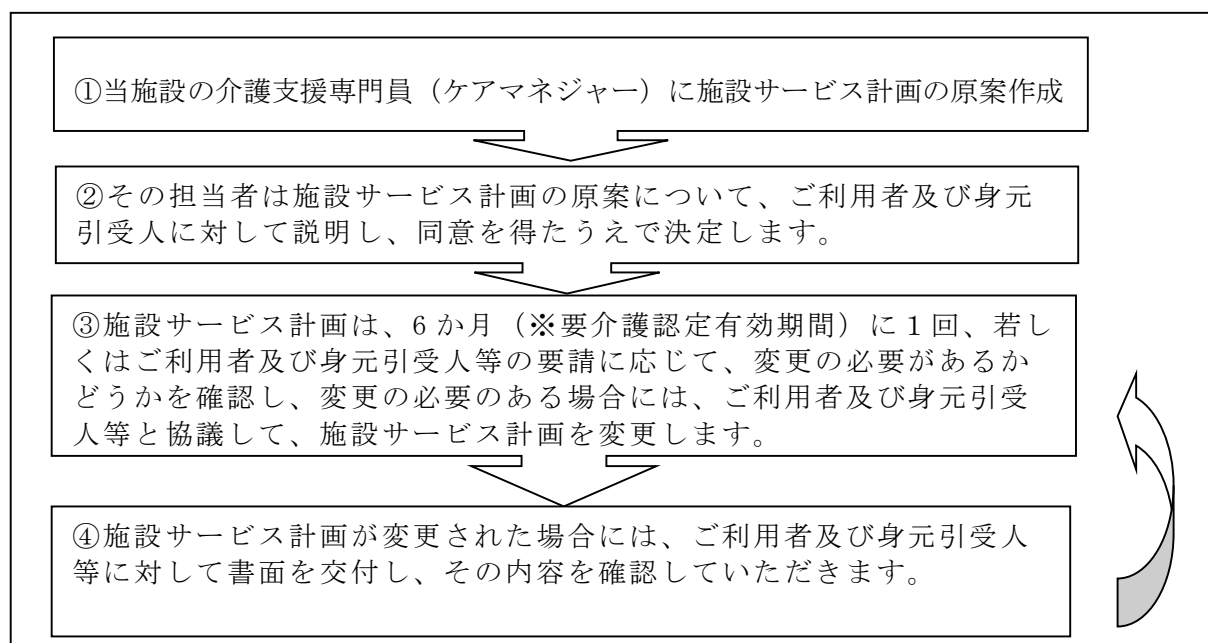 ①当施設の介護支援専門員（ケアマネジャー）に施設サービス計画の原案作成
②その担当者は施設サービス計画の原案について、ご利用者及び身元
引受人に対して説明し、同意を得たうえで決定します。
③施設サービス計画は、6か月（※要介護認定有効期間）に1回、若し
くはご利用者及び身元引受人等の要請に応じて、変更の必要があるか
どうかを確認し、変更の必要のある場合には、ご利用者及び身元引受
人等と協議して、施設サービス計画を変更します。
④施設サービス計画が変更された場合には、ご利用者及び身元引受人
等に対して書面を交付し、その内容を確認していただきます。